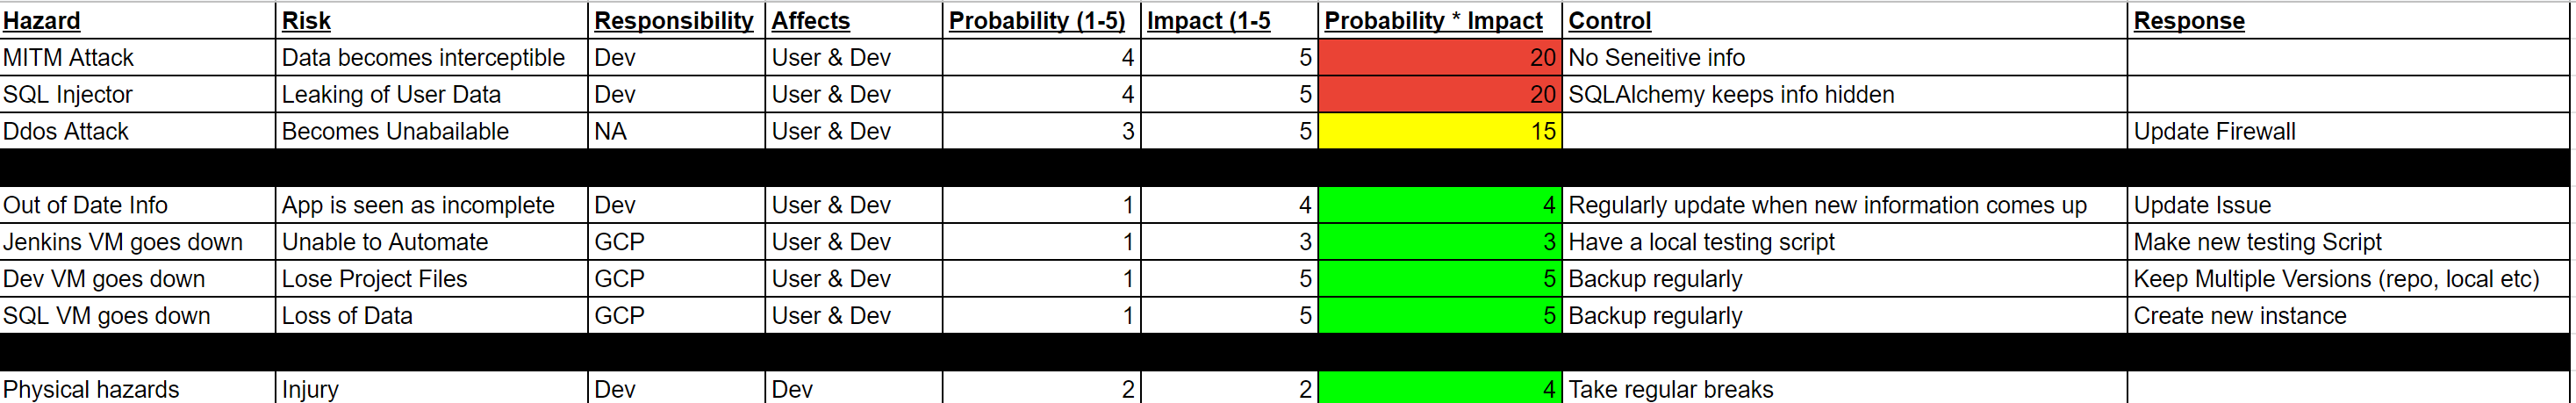 Hazard Risk Responsibility Affects Probability (1-5) Impact (1-5 Probability * Impact Control Response
MITM Attack Data becomes interceptible Dev User & Dev 4 5 20 No Seneitive info
SQL Injector Leaking of User Data Dev User & Dev 4 5 20 SQLAlchemy keeps info hidden
Ddos Attack Becomes Unabailable NA User & Dev 3 5 15 Update Firewall
Out of Date Info App is seen as incomplete Dev User & Dev 1 4 4 Regularly update when new information comes up Update Issue
Jenkins VM goes down Unable to Automate GCP User & Dev 1 3 3 Have a local testing script Make new testing Script
Dev VM goes down Lose Project Files GCP User & Dev 1 5 5 Backup regularly Keep Multiple Versions (repo, local etc)
SQL VM goes down Loss of Data GCP User & Dev 1 5 5 Backup regularly Create new instance
Physical hazards Injury Dev Dev 2 2 4 Take regular breaks